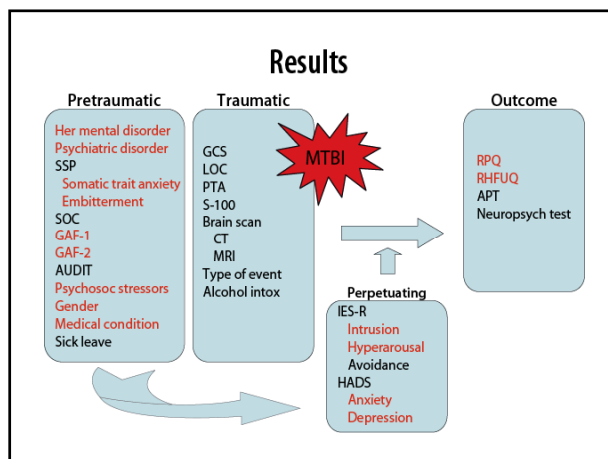 Results
Pretraumatic
Her mental disorder
Psychiatric disorder
SSP
Somatic trait anxiety
Embitterment
SOC
GAF-1
GAF-2
AUDIT
Psychosoc stressors
Gender
Medical condition
Sick leave
Traumatic
GCS
LOC
PTA
S-100
Brain scan
CT
MRI
Type of event
Alcohol intox
MTBI
Perpetuating
IES-R
Intrusion
Hyperarousal
Avoidance
HADS
Anxiety
Depression
Outcome
RPQ
RHFUQ
APT
Neuropsych test